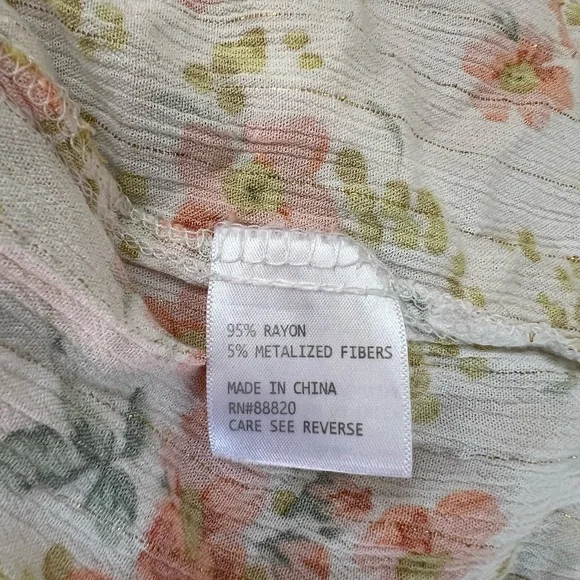 95% RAYON
5% METALIZED FIBERS
MADE IN CHINA
RN#88820
CARE SEE REVERSE